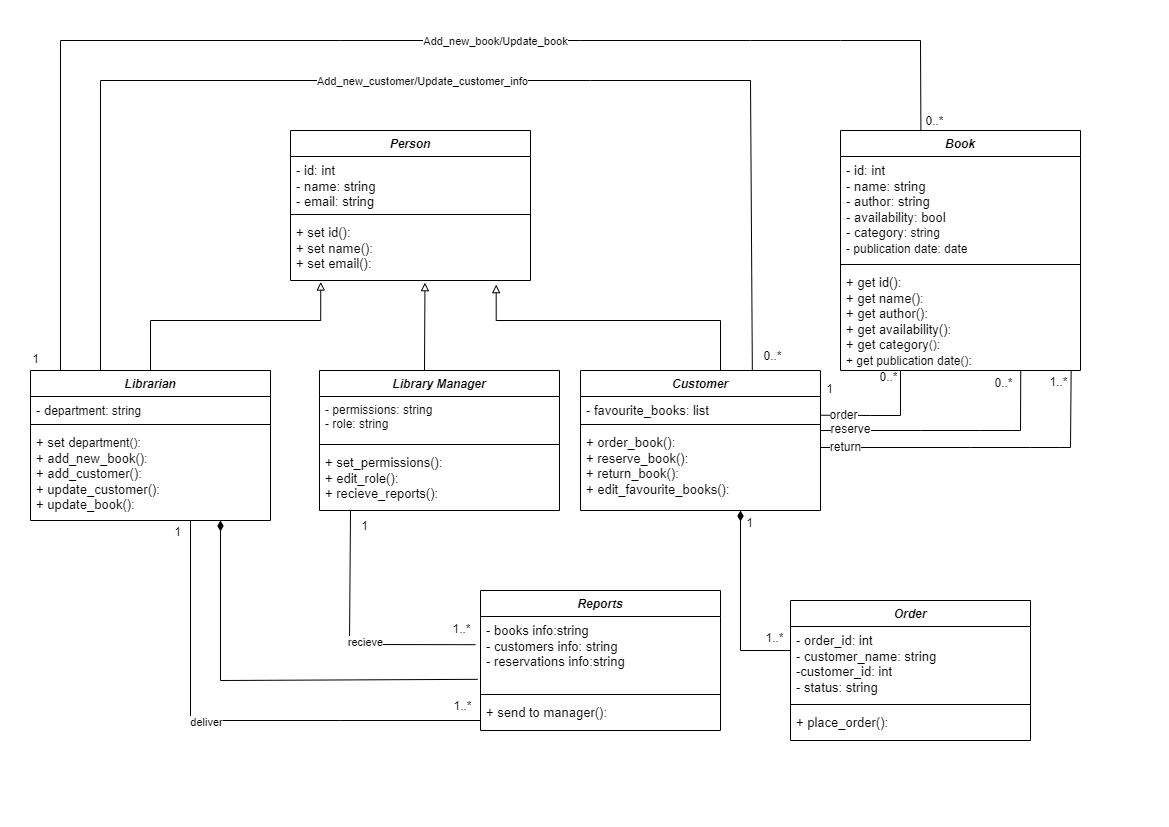 Add_new_book/Update_book
Add_new_customer/Update_customer_info
0..*
Person
- id: int
- name: string
- email: string
+ set id():
+ set name():
+ set email():
Book
- id: int
- name: string
- author: string
- availability: bool
- category: string
- publication date: date
+ get id():
+ get name():
+ get author():
+ get availability():
+ get category():
+ get publication date():
1
0..*
Librarian
- department: string
+ set department():
+ add_new_book():
+ add_customer():
+ update_customer():
+ update_book():
Library Manager
- permissions: string
- role: string
+ set_permissions():
+ edit_role():
+ recieve_reports():
Customer
- favourite_books: list
+ order_book():
+ reserve_book():
+ return_book():
+ edit_favourite_books():
1
0..*
0..*
1..*
order
reserve
return
1
1
1
recieve
1..*
deliver
1..*
Reports
- books info:string
- customers info: string
- reservations info:string
+ send to manager():
1..*
Order
- order_id: int
- customer_name: string
-customer_id: int
- status: string
+ place_order():